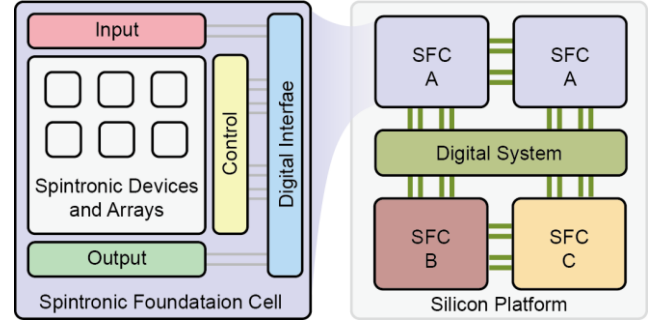 Input
Spintronic Devices
and Arrays
Control
Digital Interfae
Output
Spintronic Foundataion Cell
SFC
A
SFC
A
Digital System
SFC
B
SFC
C
Silicon Platform